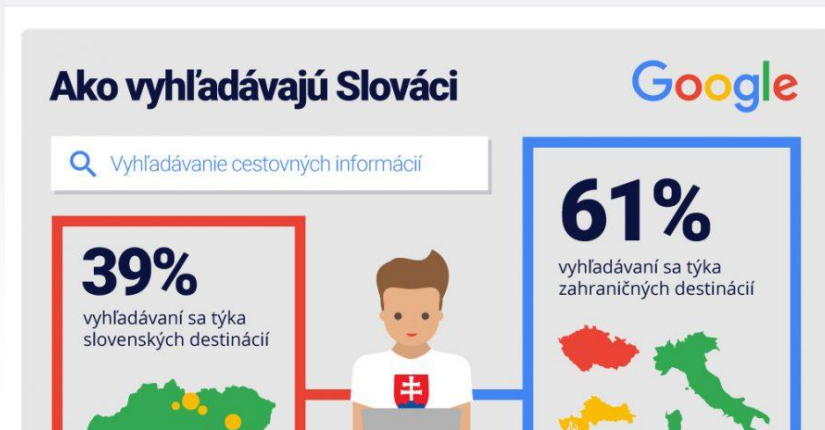 Ako vyhľadávajú Slováci
Google
Vyhľadávanie cestovných informácií
39%
vyhľadávaní sa týka
slovenských destinácií
61%
vyhľadávaní sa týka
zahraničných destinácií